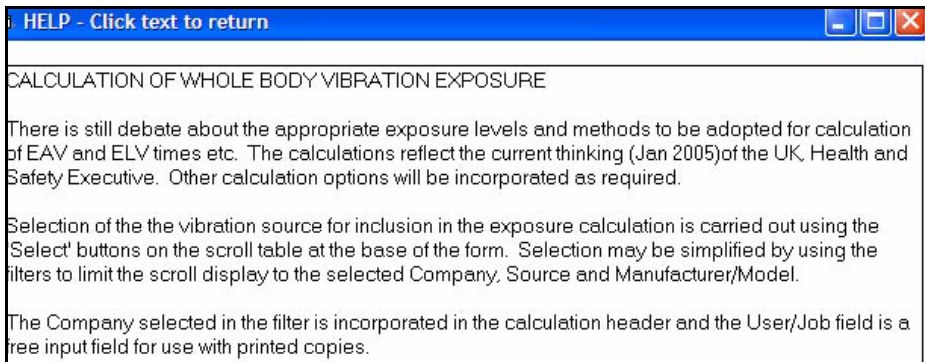 HELP - Click text to return
CALCULATION OF WHOLE BODY VIBRATION EXPOSURE
There is still debate about the appropriate exposure levels and methods to be adopted for calculation
of EAV and ELV times etc.  The calculations reflect the current thinking (Jan 2005)of the UK, Health and
Safety Executive.  Other calculation options will be incorporated as required.
Selection of the the vibration source for inclusion in the exposure calculation is carried out using the
'Select' buttons on the scroll table at the base of the form.  Selection may be simplified by using the
filters to limit the scroll display to the selected Company, Source and Manufacturer/Model.
The Company selected in the filter is incorporated in the calculation header and the User/Job field is a
free input field for use with printed copies.